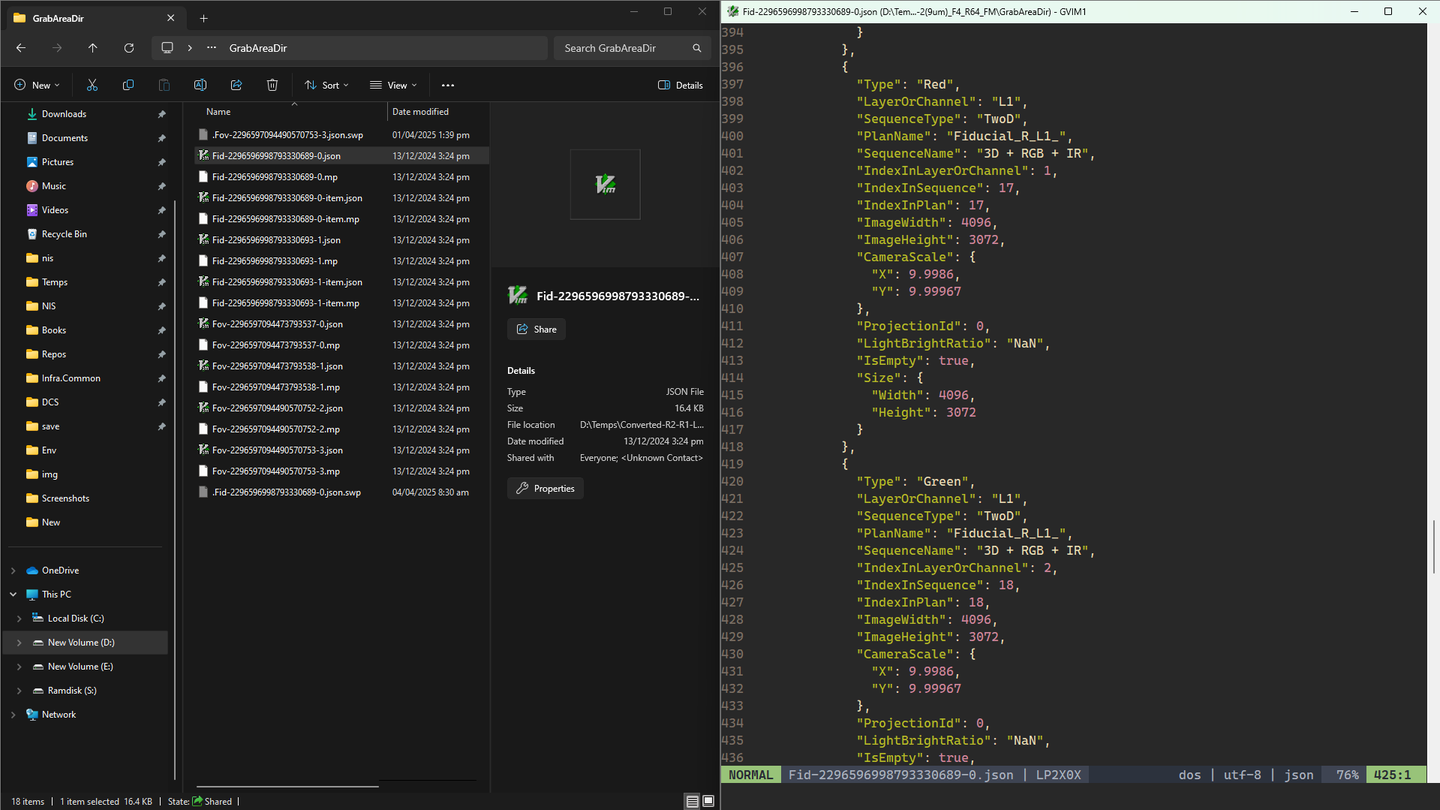 GrabAreaDir
GrabAreaDir
Search GrabAreaDir
New
Sort
View
Details
Downloads
Documents
Pictures
Music
Videos
Recycle Bin
nis
Temps
NIS
Books
Repos
Infra.Common
DCS
save
Env
img
Screenshots
New
OneDrive
This PC
Local Disk (C:)
New Volume (D:)
New Volume (E:)
Ramdisk (S:)
Network
Name Date modified
.Fov-2296597094490570753-3.json.swp 01/04/2025 1:39 pm
Fid-2296596998793330689-0.json 13/12/2024 3:24 pm
Fid-2296596998793330689-0.mp 13/12/2024 3:24 pm
Fid-2296596998793330689-0-item.json 13/12/2024 3:24 pm
Fid-2296596998793330689-0-item.mp 13/12/2024 3:24 pm
Fid-2296596998793330693-1.json 13/12/2024 3:24 pm
Fid-2296596998793330693-1.mp 13/12/2024 3:24 pm
Fid-2296596998793330693-1-item.json 13/12/2024 3:24 pm
Fid-2296596998793330693-1-item.mp 13/12/2024 3:24 pm
Fov-2296597094473793537-0.json 13/12/2024 3:24 pm
Fov-2296597094473793537-0.mp 13/12/2024 3:24 pm
Fov-2296597094473793538-1.json 13/12/2024 3:24 pm
Fov-2296597094473793538-1.mp 13/12/2024 3:24 pm
Fov-2296597094490570752-2.json 13/12/2024 3:24 pm
Fov-2296597094490570752-2.mp 13/12/2024 3:24 pm
Fov-2296597094490570753-3.json 13/12/2024 3:24 pm
Fov-2296597094490570753-3.mp 13/12/2024 3:24 pm
.Fid-2296596998793330689-0.json.swp 04/04/2025 8:30 am
Vim
Vim
Fid-2296596998793330689-...
Share
Details
Type JSON File
Size 16.4 KB
File location D:\Temps\Converted-R2-R1-L...
Date modified 13/12/2024 3:24 pm
Shared with Everyone; <Unknown Contact>
Properties
18 items | 1 item selected 16.4 KB | State: Shared |
Fid-2296596998793330689-0.json (D:\Tem...-2(9um)_F4_R64_FM\GrabAreaDir) - GVIM1
394 }
395 },
396 {
397 "Type": "Red",
398 "LayerOrChannel": "L1",
399 "SequenceType": "TwoD",
400 "PlanName": "Fiducial_R_L1_",
401 "SequenceName": "3D + RGB + IR",
402 "IndexInLayerOrChannel": 1,
403 "IndexInSequence": 17,
404 "IndexInPlan": 17,
405 "ImageWidth": 4096,
406 "ImageHeight": 3072,
407 "CameraScale": {
408 "X": 9.9986,
409 "Y": 9.99967
410 },
411 "ProjectionId": 0,
412 "LightBrightRatio": "NaN",
413 "IsEmpty": true,
414 "Size": {
415 "Width": 4096,
416 "Height": 3072
417 }
418 },
419 {
420 "Type": "Green",
421 "LayerOrChannel": "L1",
422 "SequenceType": "TwoD",
423 "PlanName": "Fiducial_R_L1_",
424 "SequenceName": "3D + RGB + IR",
425 "IndexInLayerOrChannel": 2,
426 "IndexInSequence": 18,
427 "IndexInPlan": 18,
428 "ImageWidth": 4096,
429 "ImageHeight": 3072,
430 "CameraScale": {
431 "X": 9.9986,
432 "Y": 9.99967
433 },
434 "ProjectionId": 0,
435 "LightBrightRatio": "NaN",
436 "IsEmpty": true,
NORMAL Fid-2296596998793330689-0.json | LP2X0X dos | utf-8 | json 76% 425:1